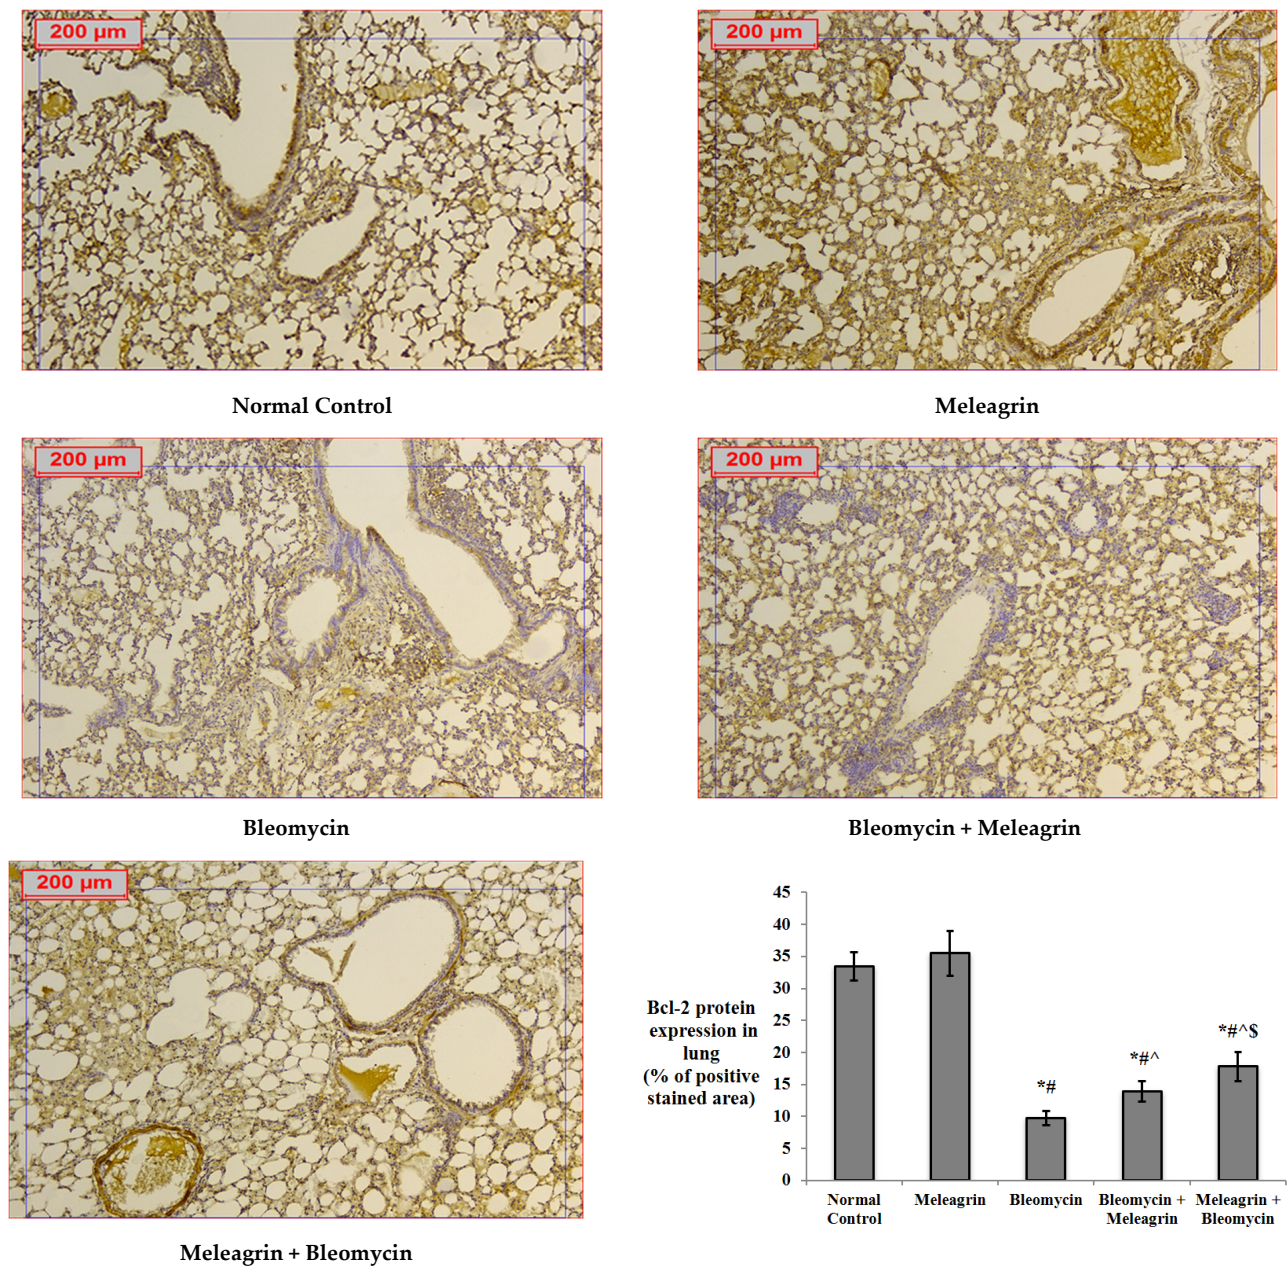 200 µm
200 µm
Normal Control
Meleagrin
200 µm
200 µm
Bleomycin
Bleomycin + Meleagrin
200 µm
Meleagrin + Bleomycin
Bcl-2 protein
expression in
lung
(% of positive
stained area)
45
40
35
30
25
20
15
10
5
0
*#
*#^
*#^$
Normal
Control
Meleagrin
Bleomycin
Bleomycin +
Meleagrin
Meleagrin +
Bleomycin